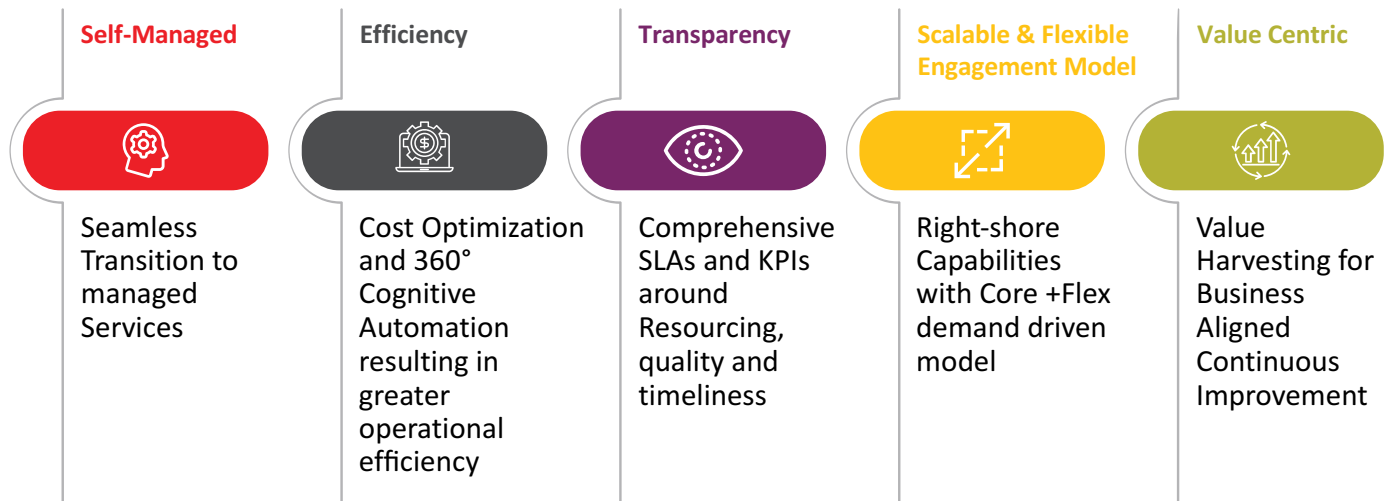 Self-Managed
Seamless
Transition to
managed
Services
Efficiency
$
Cost Optimization
and 360°
Cognitive
Automation
resulting in
greater
operational
efficiency
Transparency
Comprehensive
SLAs and KPIs
around
Resourcing,
quality and
timeliness
Scalable & Flexible
Engagement Model
Right-shore
Capabilities
with Core +Flex
demand driven
model
Value Centric
Value
Harvesting for
Business
Aligned
Continuous
Improvement